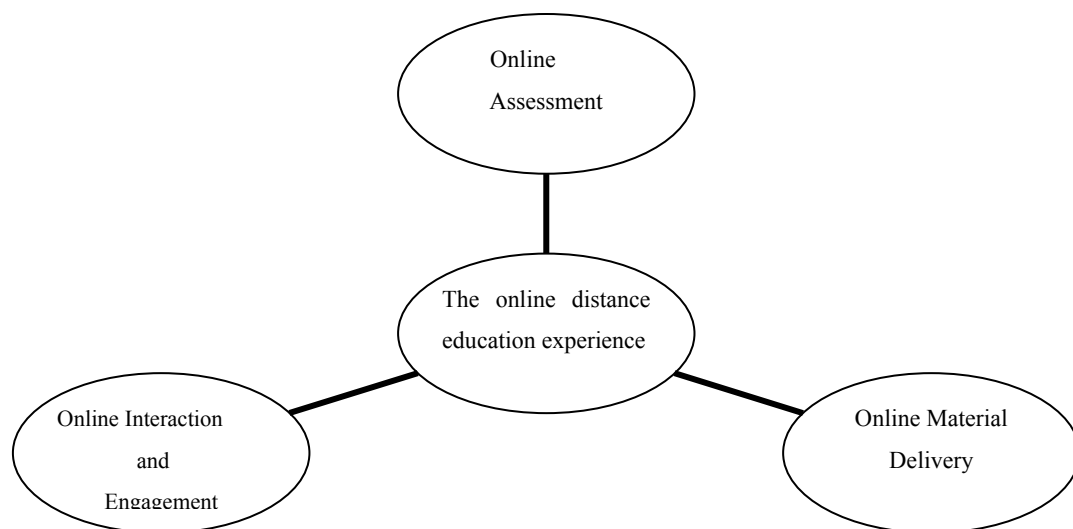 Online
Assessment
The online distance
education experience
Online Interaction
and
Engagement
Online Material
Delivery